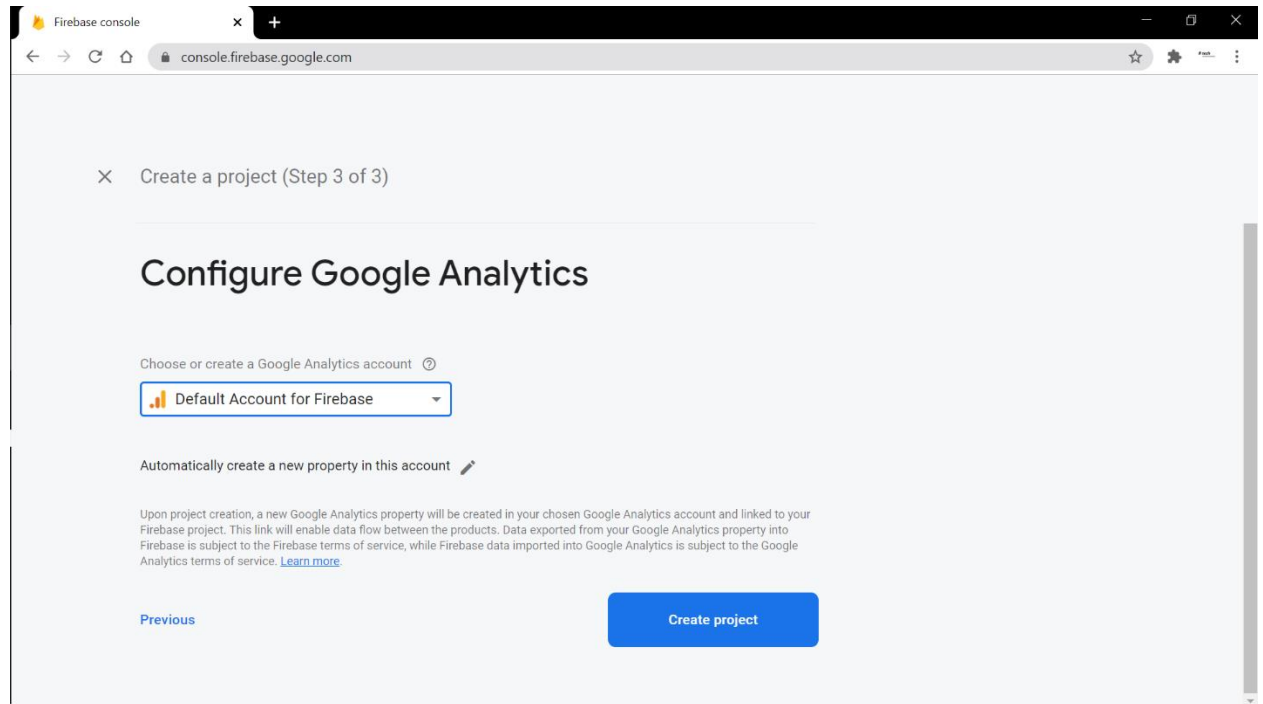 Firebase console
console.firebase.google.com
Create a project (Step 3 of 3)
Configure Google Analytics
Choose or create a Google Analytics account
Default Account for Firebase
Automatically create a new property in this account
Upon project creation, a new Google Analytics property will be created in your chosen Google Analytics account and linked to your
Firebase project. This link will enable data flow between the products. Data exported from your Google Analytics property into
Firebase is subject to the Firebase terms of service, while Firebase data imported into Google Analytics is subject to the Google
Analytics terms of service. Learn more.
Previous
Create project